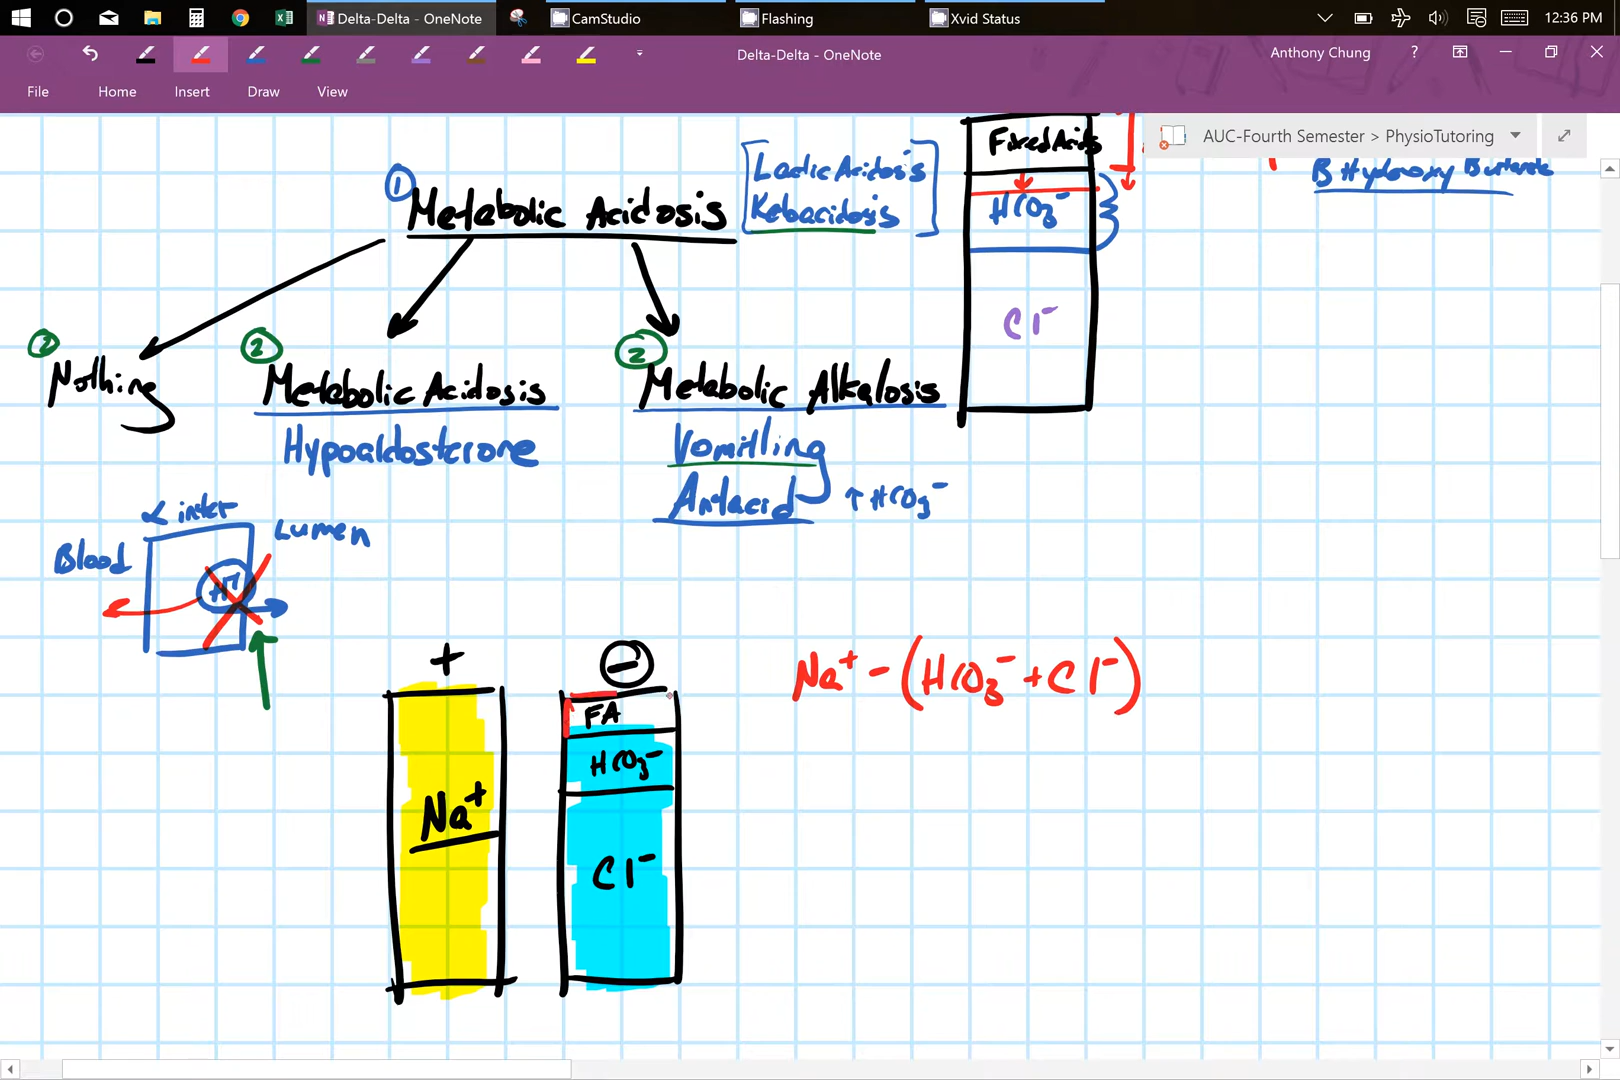 Delta-Delta - OneNote
CamStudio
Flashing
Xvid Status
12:36 PM
Delta-Delta - OneNote
Anthony Chung
?
File
Home
Insert
Draw
View
AUC-Fourth Semester > PhysioTutoring
Fixed Acids
HCO3-
Cl-
B Hydroxy Butyrate
1
Metabolic Acidosis
Lactic Acidosis
Ketoacidosis
2
Nothing
2
Metabolic Acidosis
Hypoaldosterone
2
Metabolic Alkalosis
Vomitting
Antacid
↑ HCO3-
α inter
Lumen
Blood
+
Na+
-
FA
HCO3-
Cl-
Na+ - (HCO3- + Cl-)